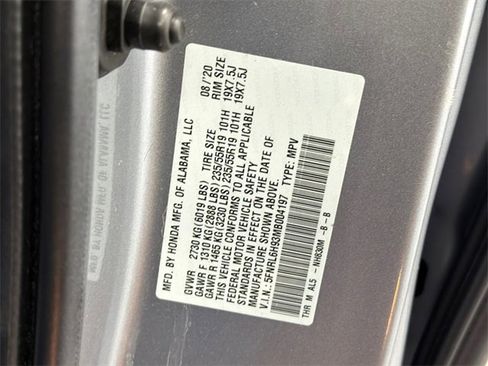 MFD. BY HONDA MFG. OF ALABAMA, LLC 08/'20
GVWR 2730 KG(6019 LBS) TIRE SIZE RIM SIZE
GAWR F 1310 KG(2888 LBS) 235/55R19 101H 19X7.5J
GAWR R 1465 KG(3230 LBS) 235/55R19 101H 19X7.5J
THIS VEHICLE CONFORMS TO ALL APPLICABLE
FEDERAL MOTOR VEHICLE SAFETY
STANDARDS IN EFFECT ON THE DATE OF
MANUFACTURE SHOWN ABOVE.
V.I.N.: 5FNRL6H93MB004197 TYPE: MPV
THR M AL5 -NH830M -B -B